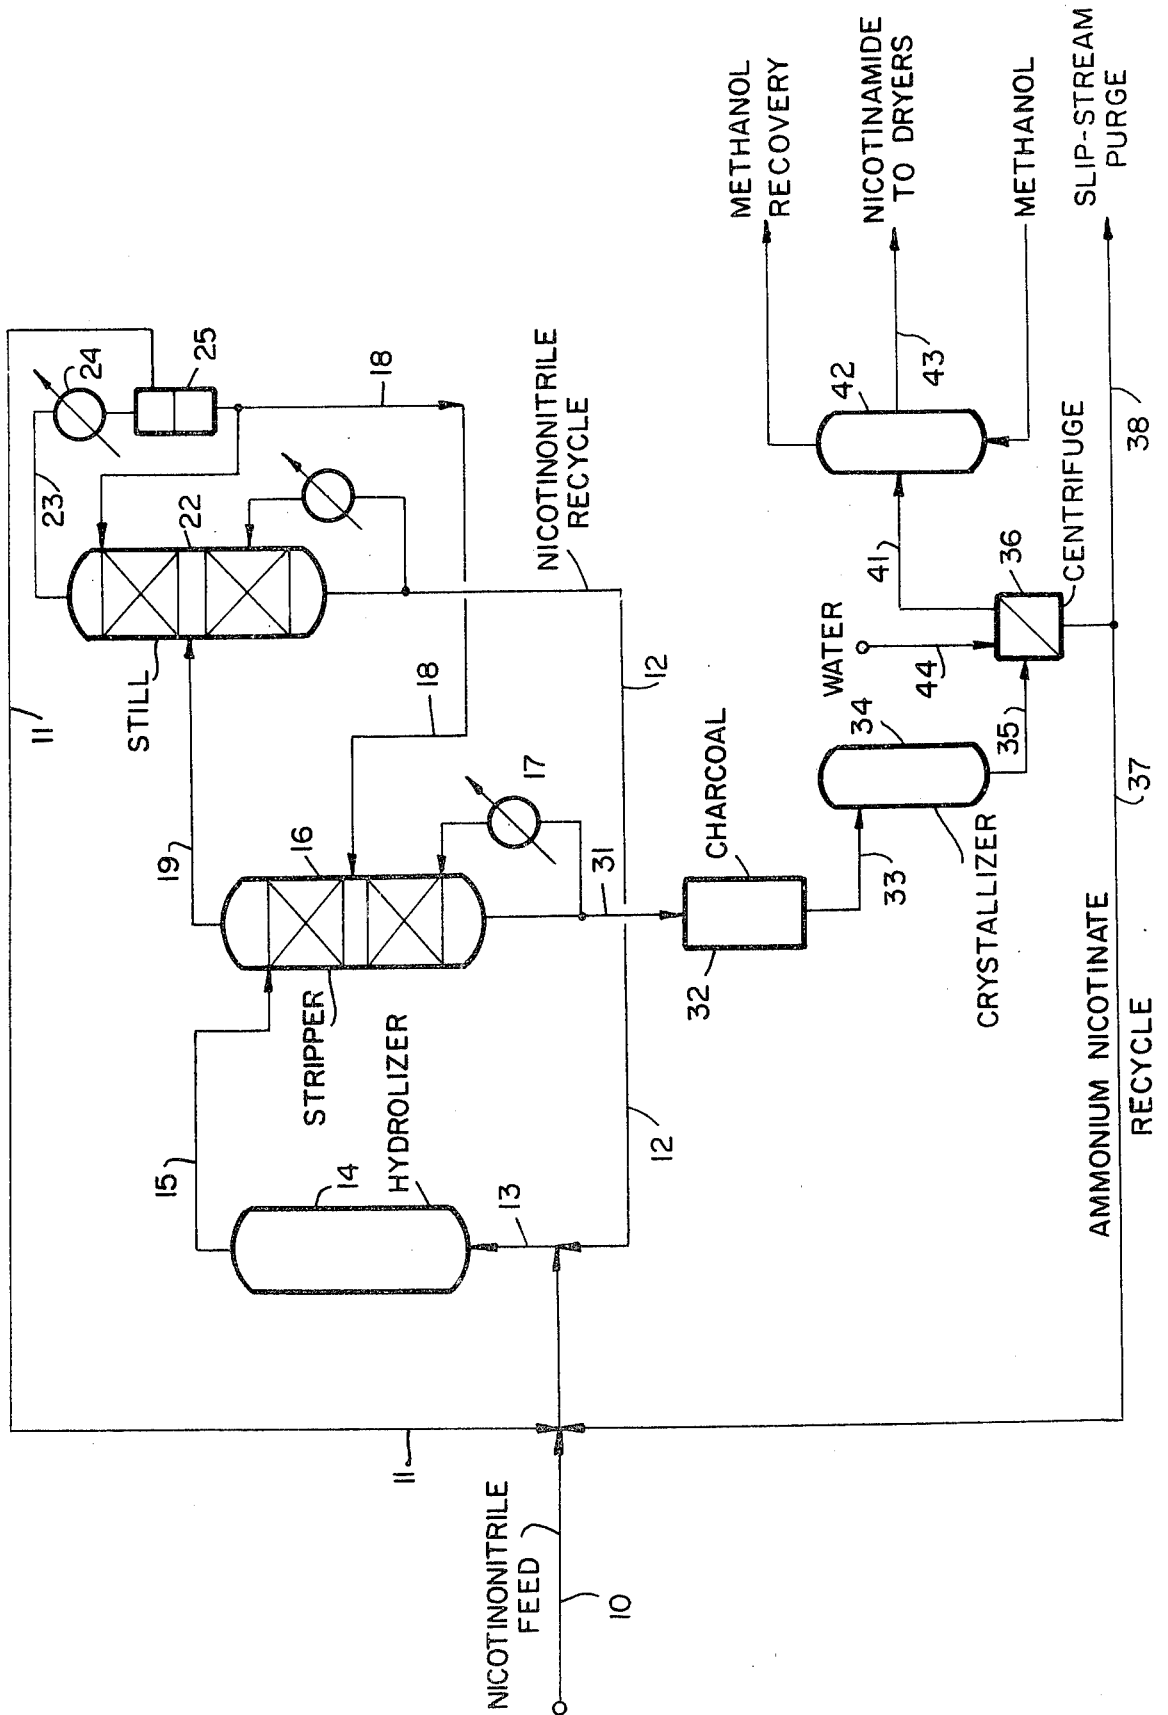 11
11
23
24
25
22
18
STILL
19
NICOTINONITRILE
RECYCLE
16
18
17
15
STRIPPER
14
HYDROLIZER
12
12
13
31
NICOTINONITRILE
FEED
10
CHARCOAL
32
33
34
CRYSTALLIZER
35
WATER
44
36
CENTRIFUGE
41
42
43
METHANOL
RECOVERY
NICOTINAMIDE
TO DRYERS
METHANOL
SLIP-STREAM
PURGE
38
37
AMMONIUM NICOTINATE
RECYCLE